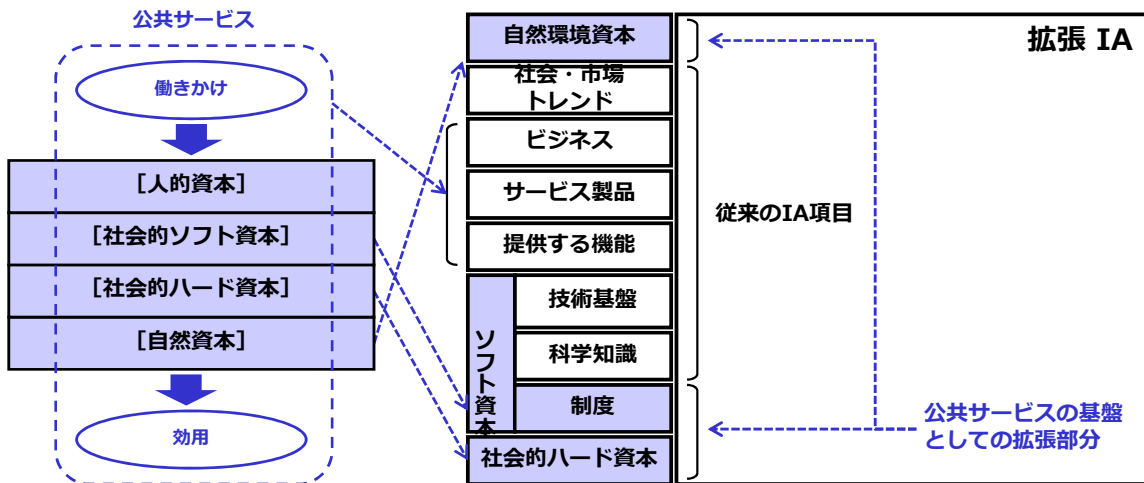 公共サービス
働きかけ
［人的資本］
［社会的ソフト資本］
［社会的ハード資本］
［自然資本］
効用
自然環境資本
社会・市場
トレンド
ビジネス
サービス製品
提供する機能
ソフト資本
技術基盤
科学知識
制度
社会的ハード資本
拡張 IA
従来のIA項目
公共サービスの基盤
としての拡張部分